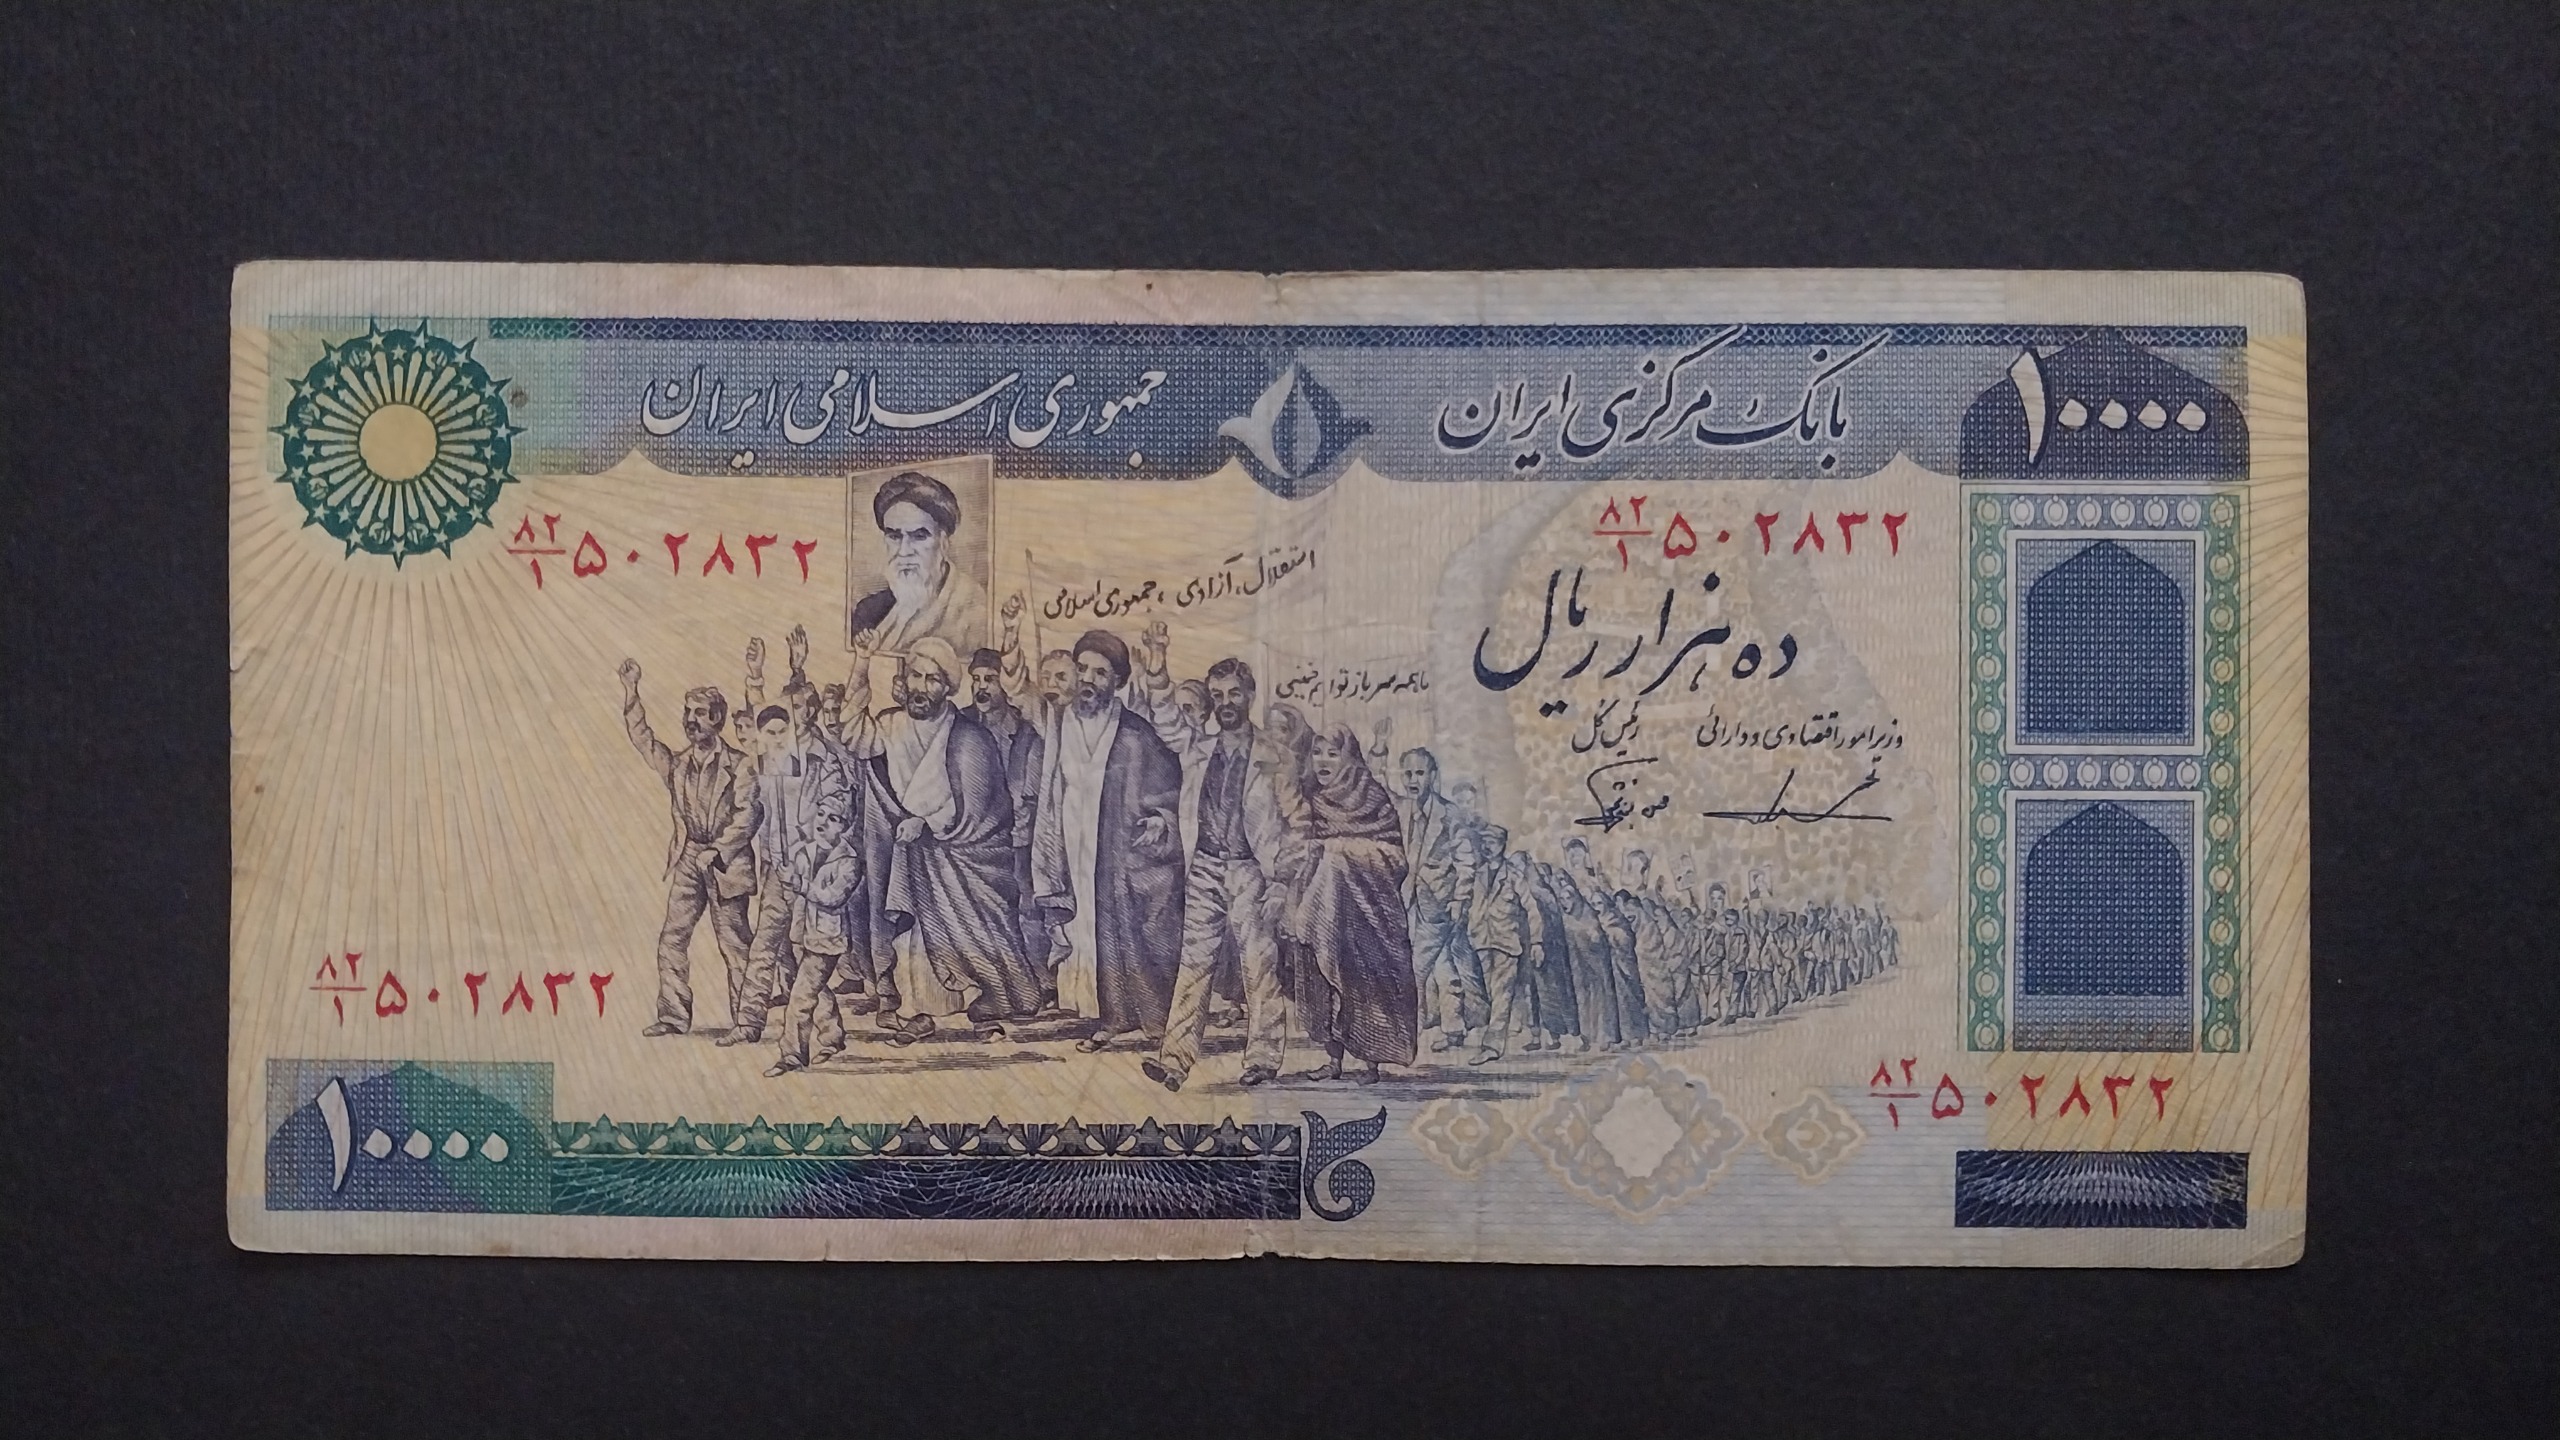 بانک مرکزی ایران
جمهوری اسلامی ایران
۱۰۰۰۰
۸۲/۱ ۵۰۲۸۳۲
۸۲/۱ ۵۰۲۸۳۲
استقلال، آزادی، جمهوری اسلامی
ده هزار ریال
ما همه سرباز توایم خمینی
وزیر امور اقتصادی و دارائی
رئیس کل
۸۲/۱ ۵۰۲۸۳۲
۸۲/۱ ۵۰۲۸۳۲
۱۰۰۰۰